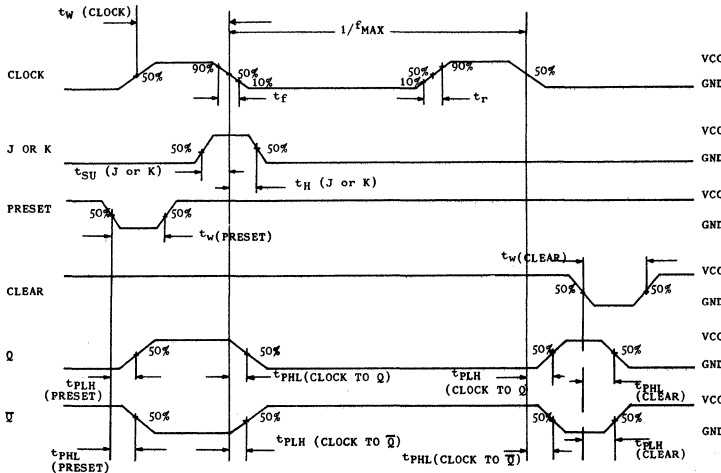 tW (CLOCK)
1/fMAX
CLOCK
50%
90%
50%
10%
tf
50%
10%
90%
tr
50%
VCC
GND
J OR K
50%
50%
VCC
GND
tSU (J or K)
tH (J or K)
PRESET
50%
50%
VCC
GND
tw(PRESET)
tw(CLEAR)
CLEAR
50%
50%
VCC
GND
Q
50%
50%
50%
50%
VCC
GND
tPLH
(PRESET)
tPHL(CLOCK TO Q)
tPLH
(CLOCK TO Q
tPHL
(CLEAR)
Q̅
50%
50%
50%
50%
VCC
GND
tPHL
(PRESET)
tPLH (CLOCK TO Q̅)
tPHL(CLOCK TO Q̅)
tPLH
(CLEAR)